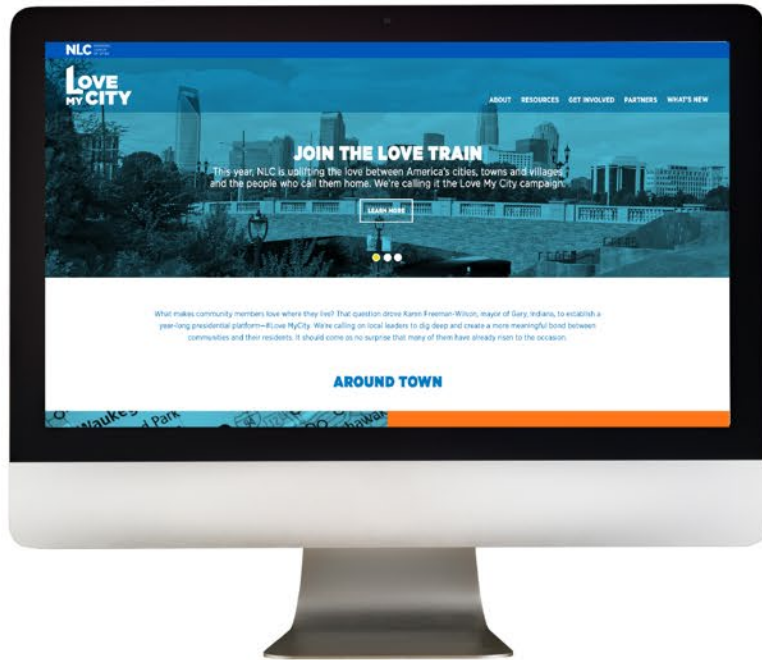 NLC NATIONAL LEAGUE OF CITIES
LOVE
MY CITY
ABOUT RESOURCES GET INVOLVED PARTNERS WHAT'S NEW
JOIN THE LOVE TRAIN
This year, NLC is uplifting the love between America's cities, towns and villages
and the people who call them home. We're calling it the Love My City campaign.
LEARN MORE
What makes community members love where they live? That question drove Karen Freeman-Wilson, mayor of Gary, Indiana, to establish a
year-long presidential platform—#Love MyCity. We're calling on local leaders to dig deep and create a more meaningful bond between
communities and their residents. It should come as no surprise that many of them have already risen to the occasion.
AROUND TOWN
Park